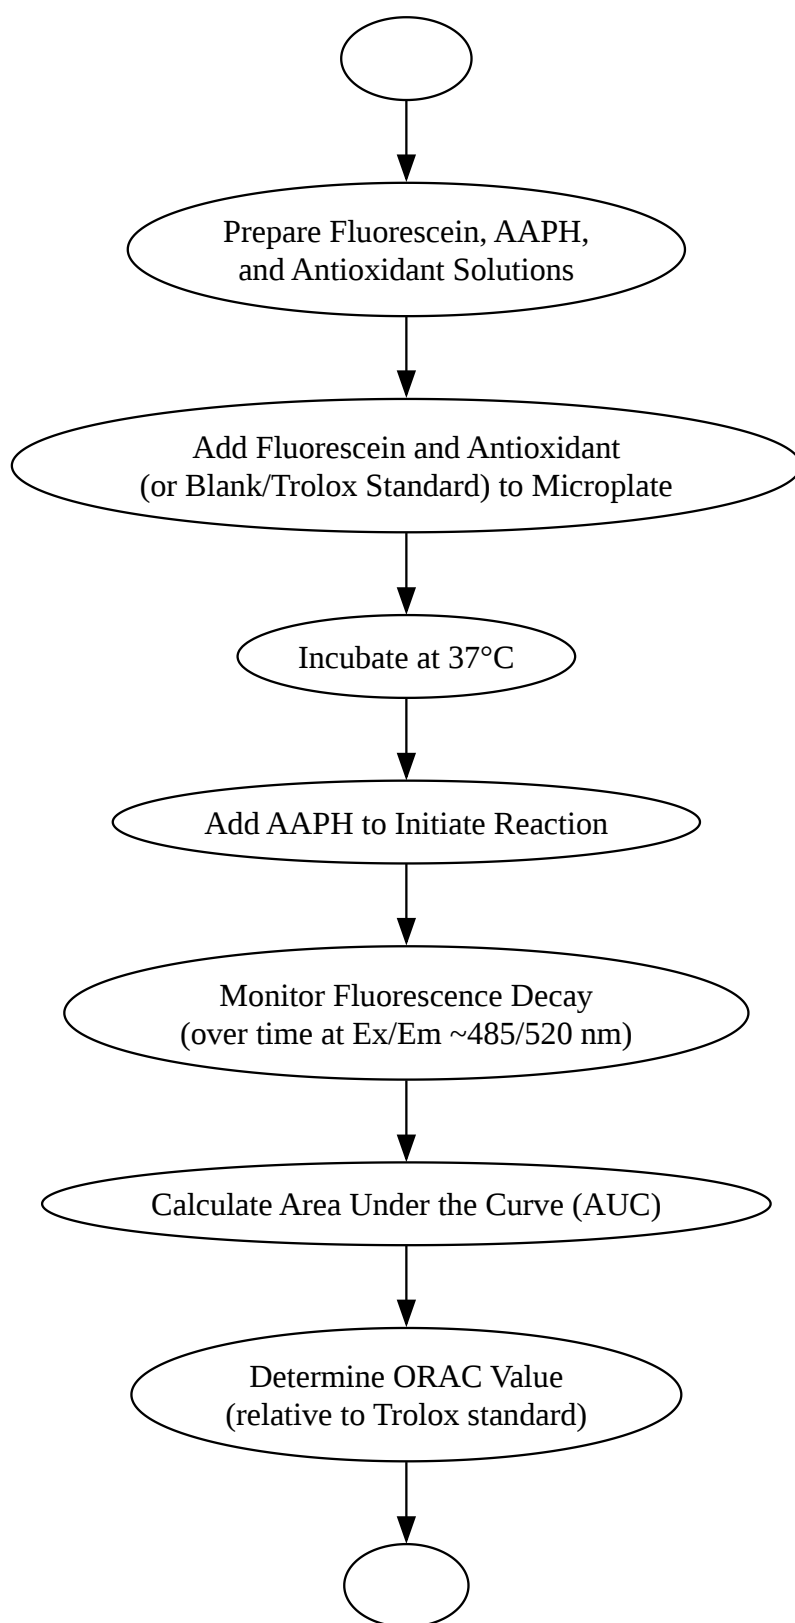 Prepare Fluorescein, AAPH,
and Antioxidant Solutions
Add Fluorescein and Antioxidant
(or Blank/Trolox Standard) to Microplate
Incubate at 37°C
Add AAPH to Initiate Reaction
Monitor Fluorescence Decay
(over time at Ex/Em ~485/520 nm)
Calculate Area Under the Curve (AUC)
Determine ORAC Value
(relative to Trolox standard)